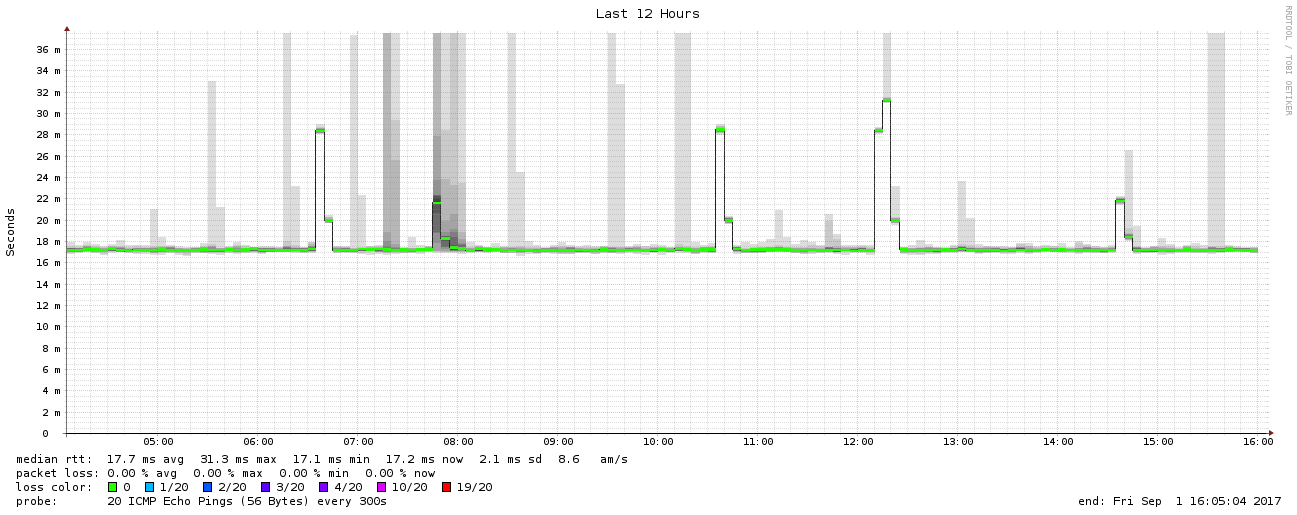 Last 12 Hours
RRDTOOL / TOBI OETIKER
Seconds
36 m
34 m
32 m
30 m
28 m
26 m
24 m
22 m
20 m
18 m
16 m
14 m
12 m
10 m
8 m
6 m
4 m
2 m
0
05:00 06:00 07:00 08:00 09:00 10:00 11:00 12:00 13:00 14:00 15:00 16:00
median rtt: 17.7 ms avg 31.3 ms max 17.1 ms min 17.2 ms now 2.1 ms sd 8.6 am/s
packet loss: 0.00 % avg 0.00 % max 0.00 % min 0.00 % now
loss color: 0 1/20 2/20 3/20 4/20 10/20 19/20
probe: 20 ICMP Echo Pings (56 Bytes) every 300s end: Fri Sep 1 16:05:04 2017